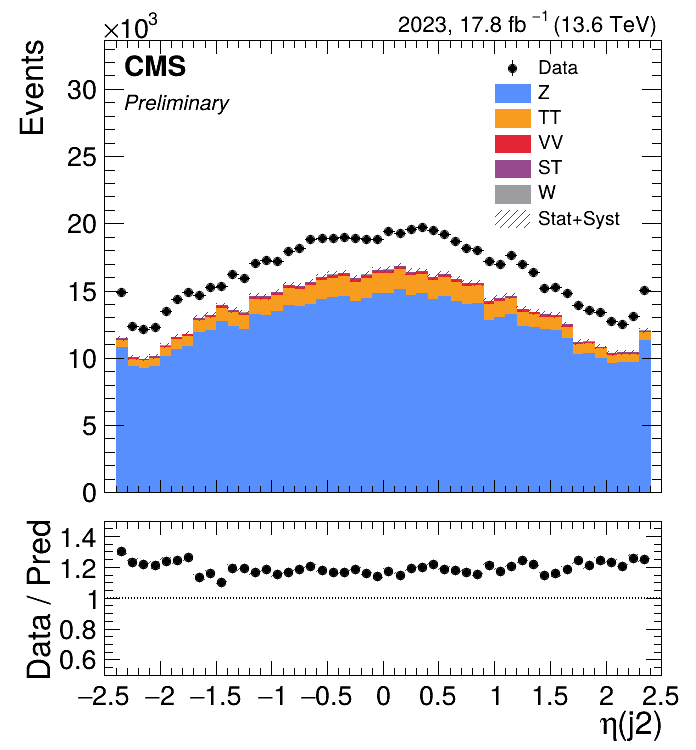 ×10³
2023, 17.8 fb ⁻¹ (13.6 TeV)
Events
CMS
Preliminary
Data
Z
TT
VV
ST
W
Stat+Syst
30
25
20
15
10
5
0
Data / Pred
1.4
1.2
1
0.8
0.6
−2.5 −2 −1.5 −1 −0.5 0 0.5 1 1.5 2 2.5
η(j2)